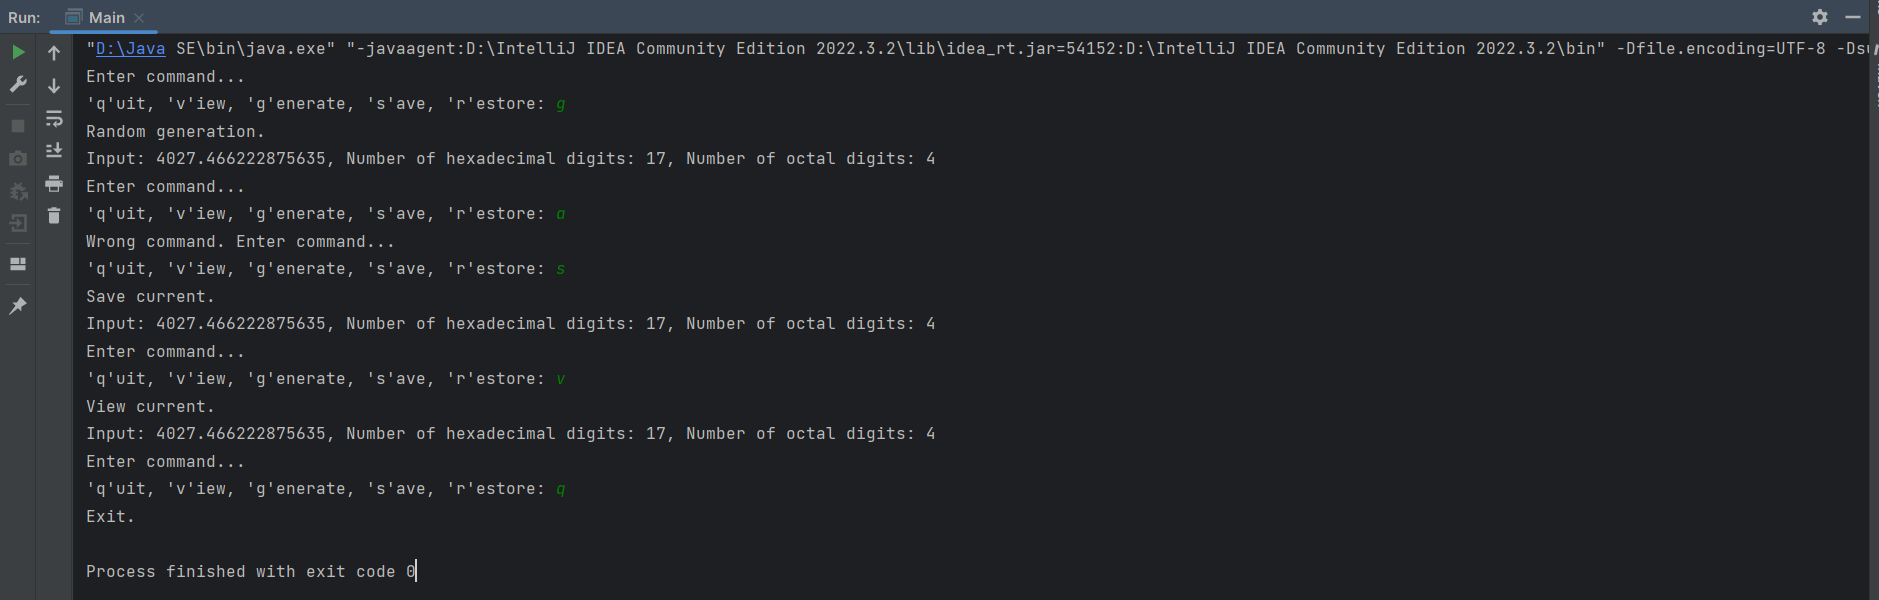 Run: Main
"D:\Java SE\bin\java.exe" "-javaagent:D:\IntelliJ IDEA Community Edition 2022.3.2\lib\idea_rt.jar=54152:D:\IntelliJ IDEA Community Edition 2022.3.2\bin" -Dfile.encoding=UTF-8
Enter command...
'q'uit, 'v'iew, 'g'enerate, 's'ave, 'r'estore: g
Random generation.
Input: 4027.466222875635, Number of hexadecimal digits: 17, Number of octal digits: 4
Enter command...
'q'uit, 'v'iew, 'g'enerate, 's'ave, 'r'estore: a
Wrong command. Enter command...
'q'uit, 'v'iew, 'g'enerate, 's'ave, 'r'estore: s
Save current.
Input: 4027.466222875635, Number of hexadecimal digits: 17, Number of octal digits: 4
Enter command...
'q'uit, 'v'iew, 'g'enerate, 's'ave, 'r'estore: v
View current.
Input: 4027.466222875635, Number of hexadecimal digits: 17, Number of octal digits: 4
Enter command...
'q'uit, 'v'iew, 'g'enerate, 's'ave, 'r'estore: q
Exit.
Process finished with exit code 0